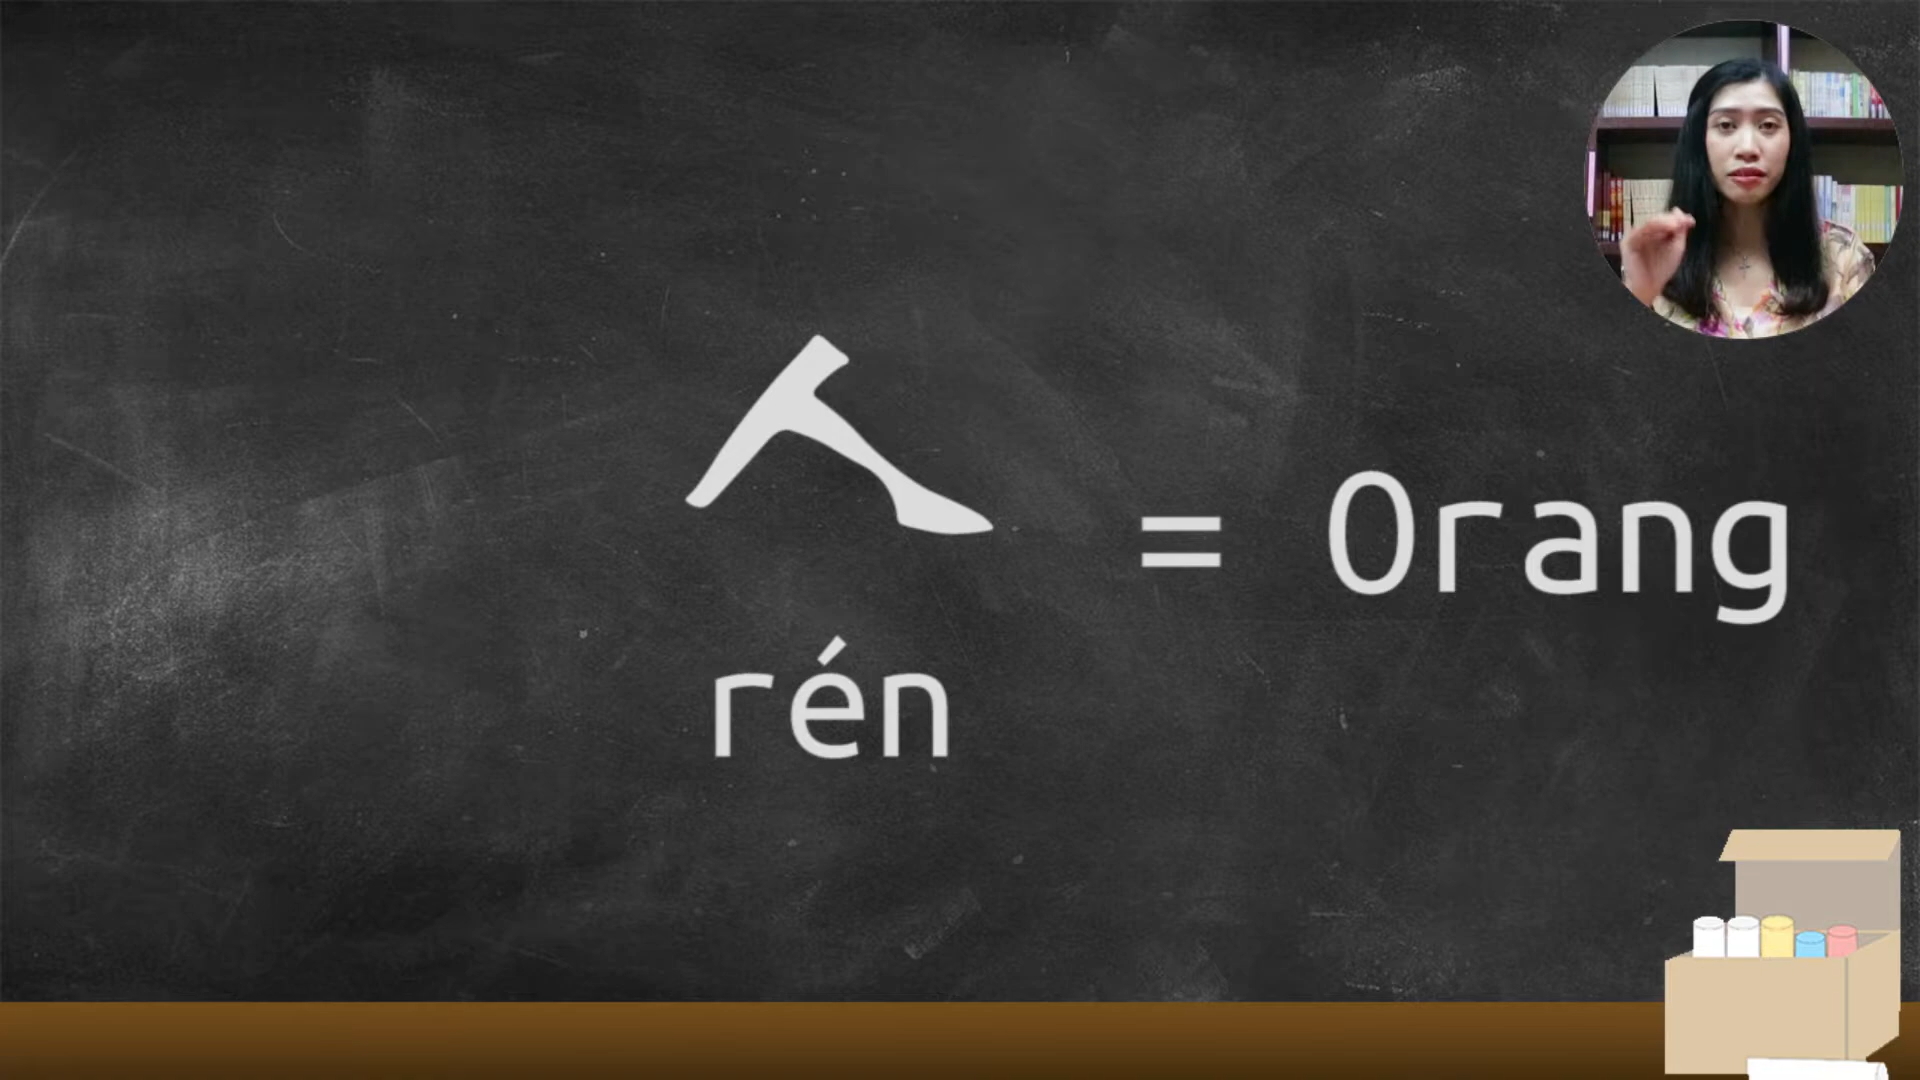 人 = Orang
rén